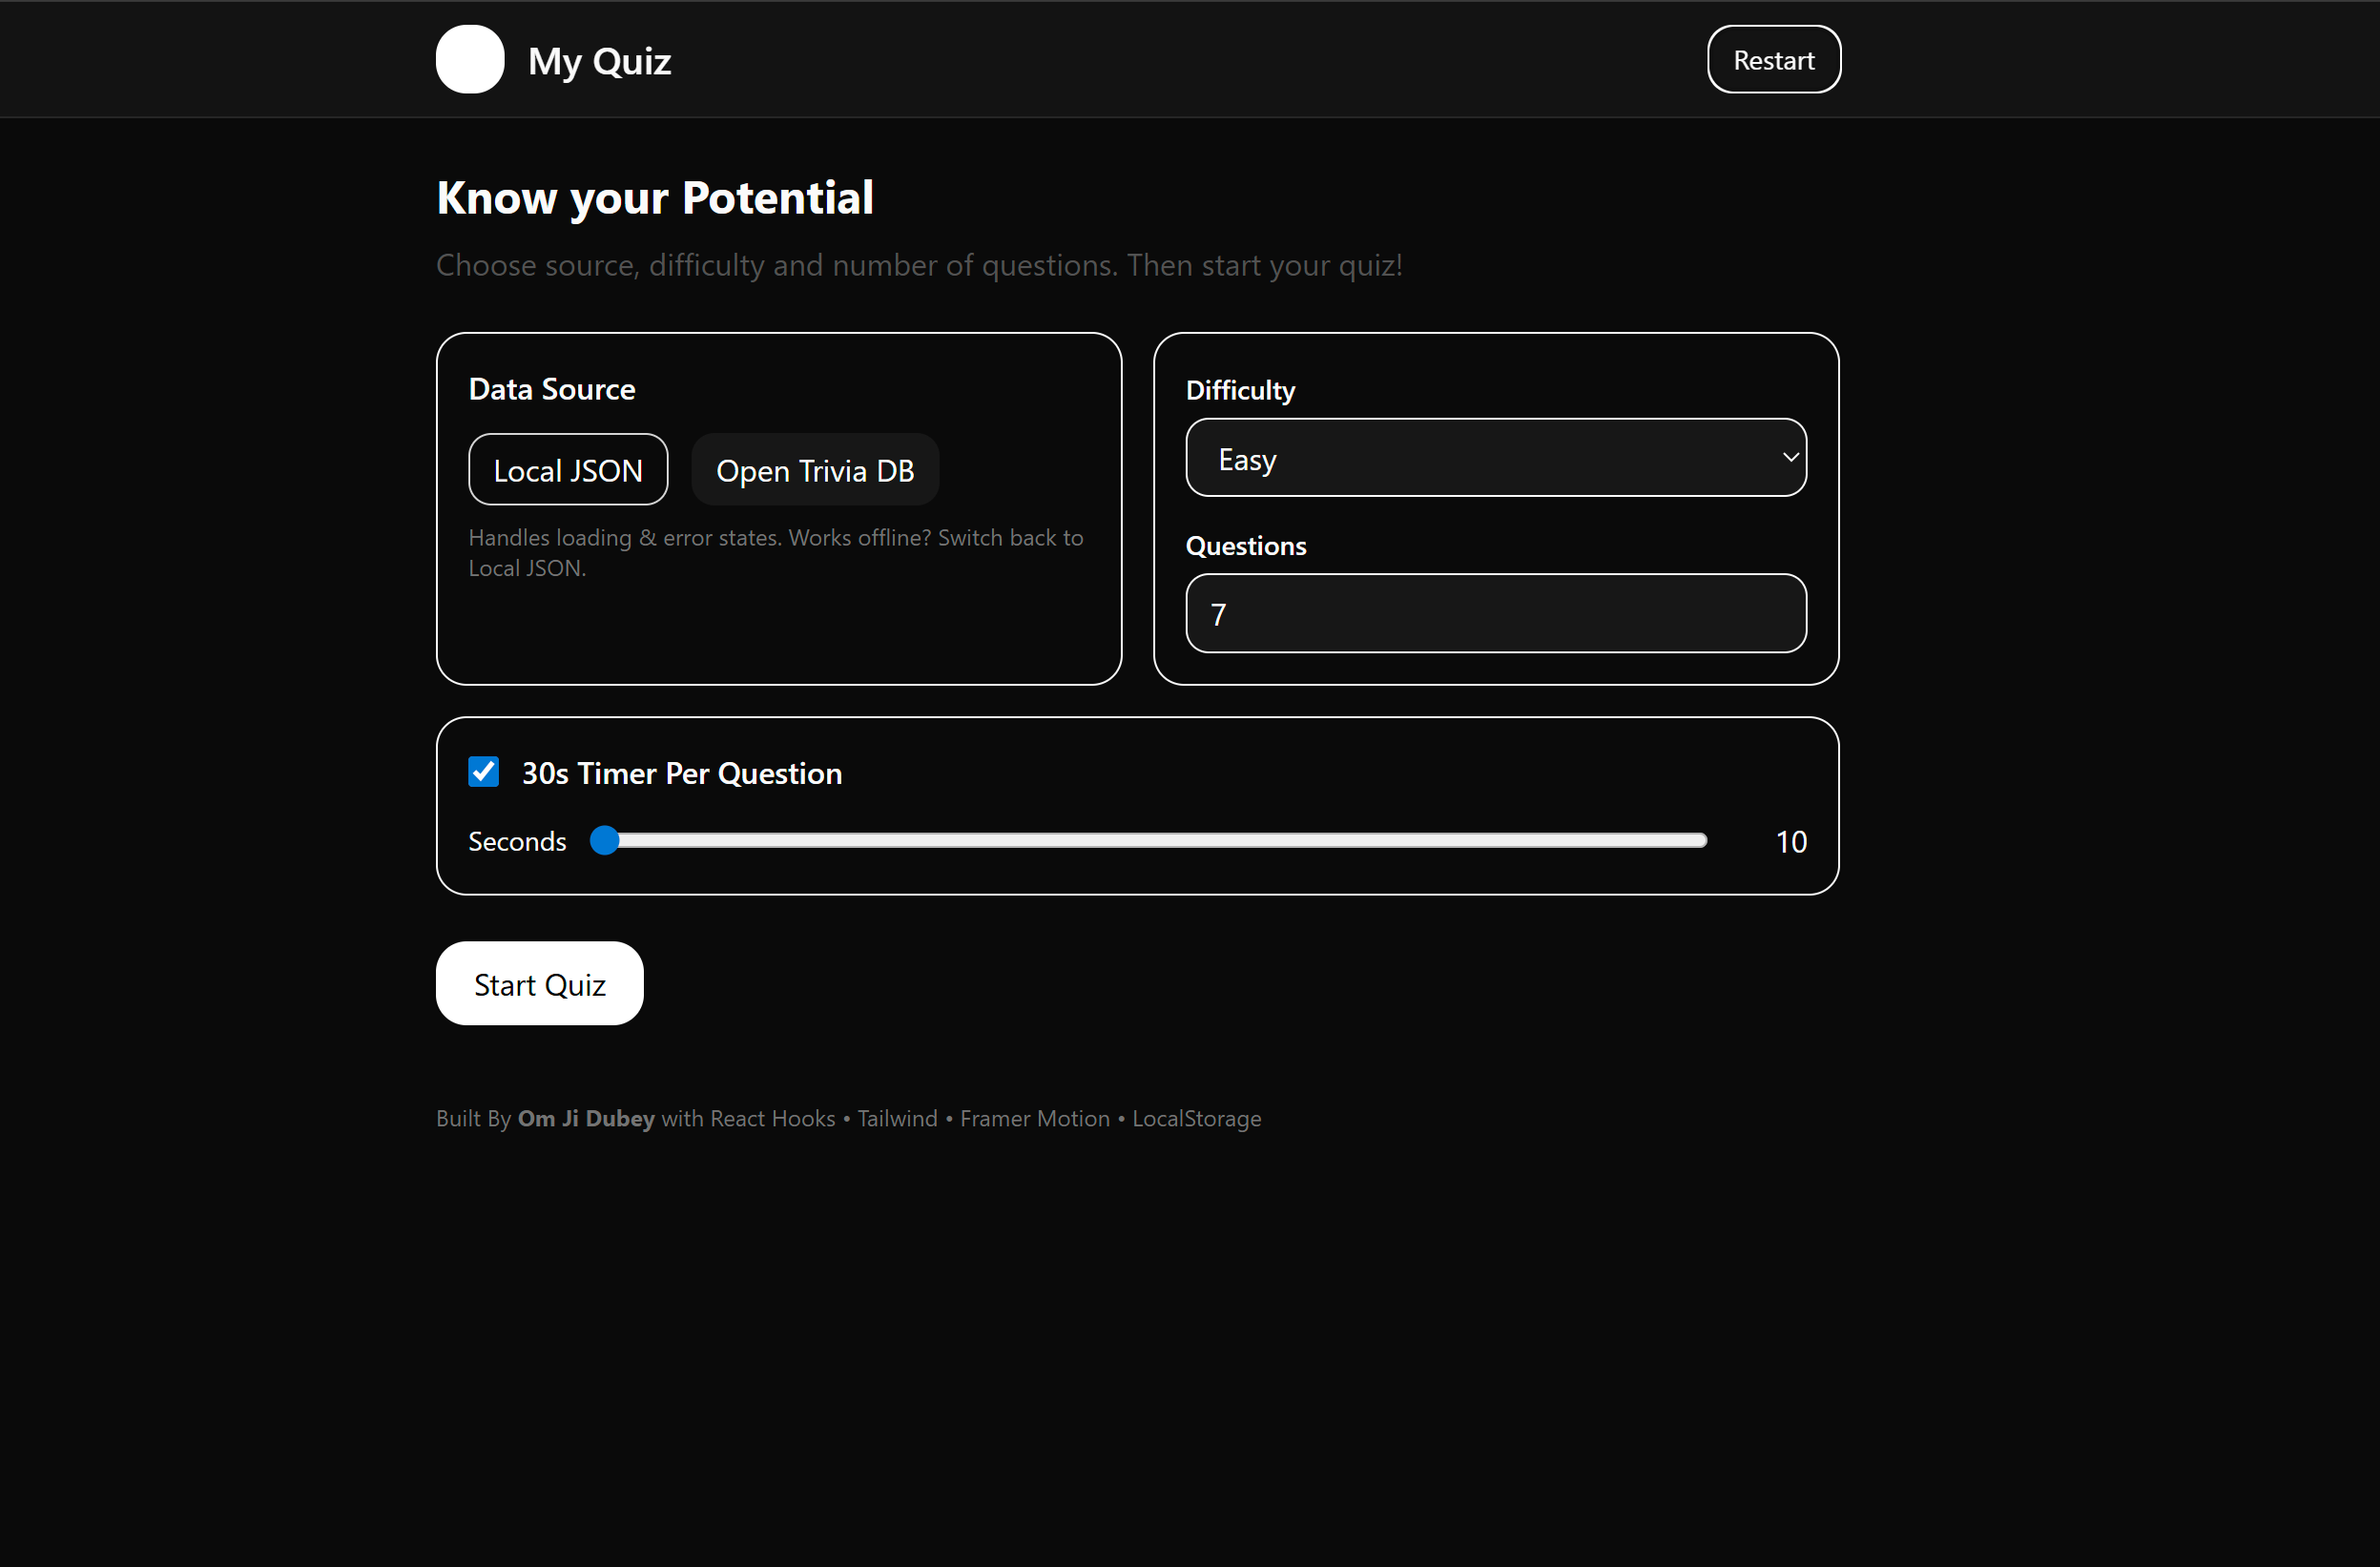 My Quiz
Restart
Know your Potential
Choose source, difficulty and number of questions. Then start your quiz!
Data Source
Local JSON
Open Trivia DB
Handles loading & error states. Works offline? Switch back to
Local JSON.
Difficulty
Easy
Questions
7
30s Timer Per Question
Seconds
10
Start Quiz
Built By Om Ji Dubey with React Hooks • Tailwind • Framer Motion • LocalStorage